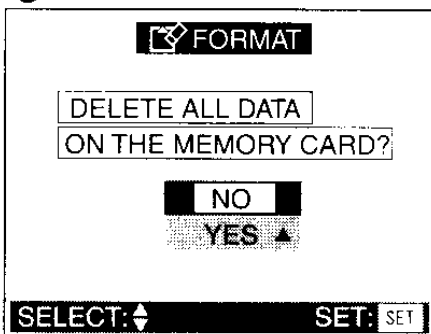 FORMAT
DELETE ALL DATA
ON THE MEMORY CARD?
NO
YES ▲
SELECT: SET: SET